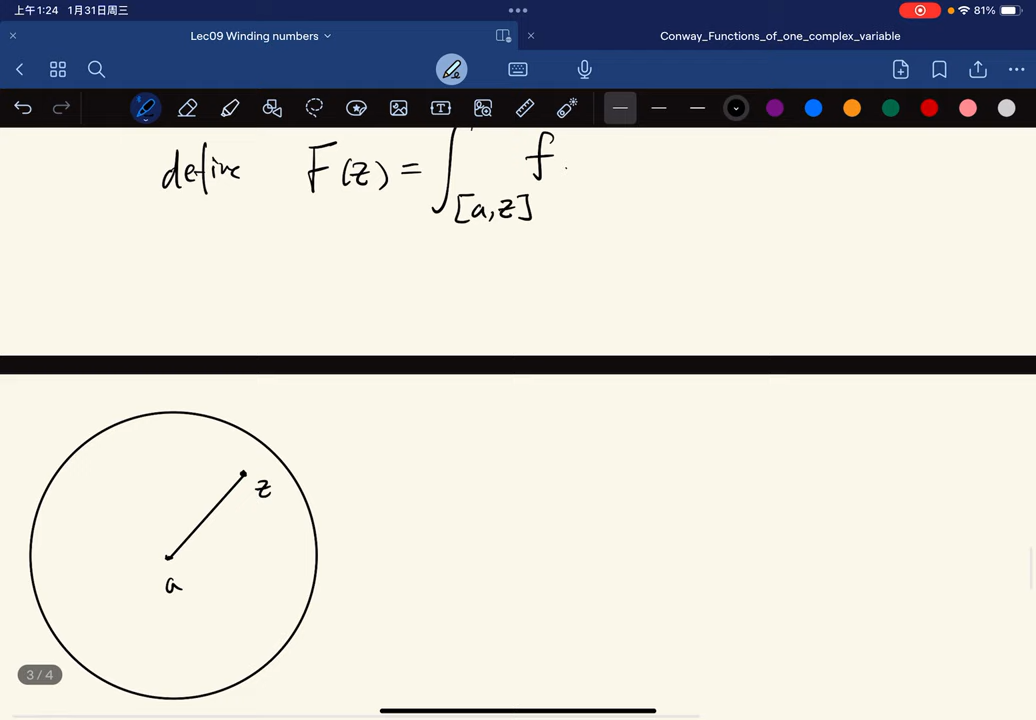 上午1:24 1月31日周三
81%
Lec09 Winding numbers
Conway_Functions_of_one_complex_variable
define F(z) = ∫[a,z] f.
z
a
3 / 4